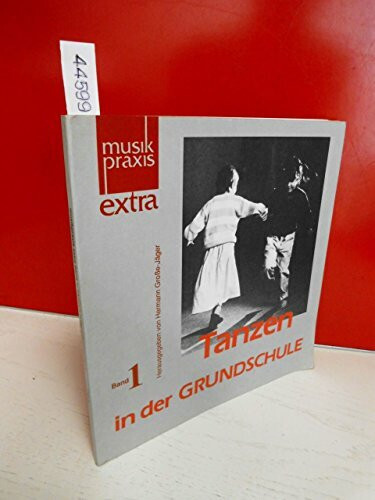 44599
musik
praxis
extra
Herausgegeben von Hermann Große-Jäger
Band 1
Tanzen
in der GRUNDSCHULE